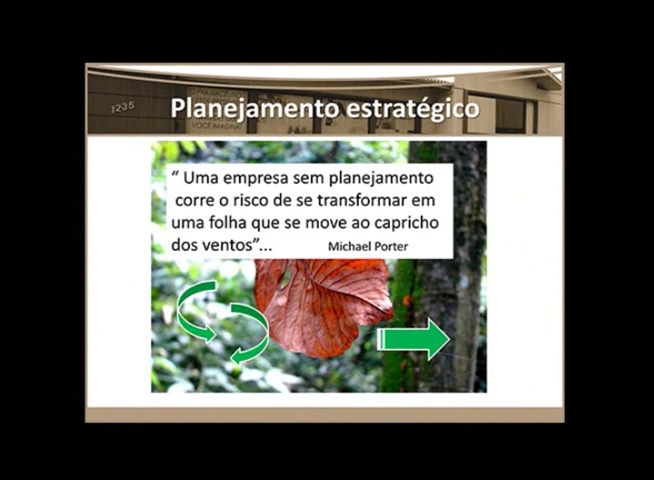 1235
Planejamento estratégico
VOCÊ IMAGINA!
“ Uma empresa sem planejamento
corre o risco de se transformar em
uma folha que se move ao capricho
dos ventos”... Michael Porter